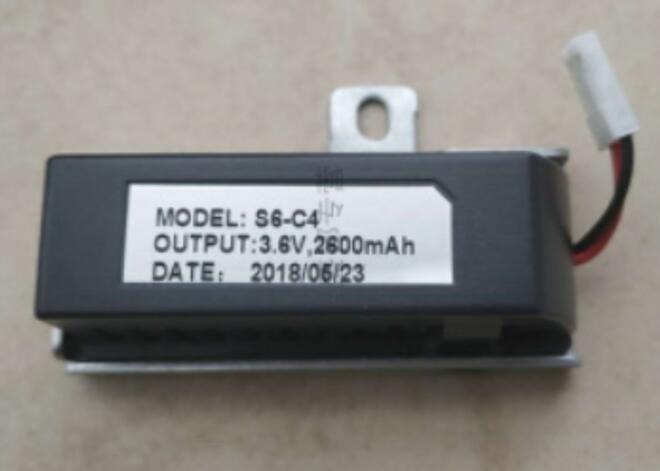 MODEL: S6-C4
OUTPUT:3.6V,2600mAh
DATE： 2018/05/23